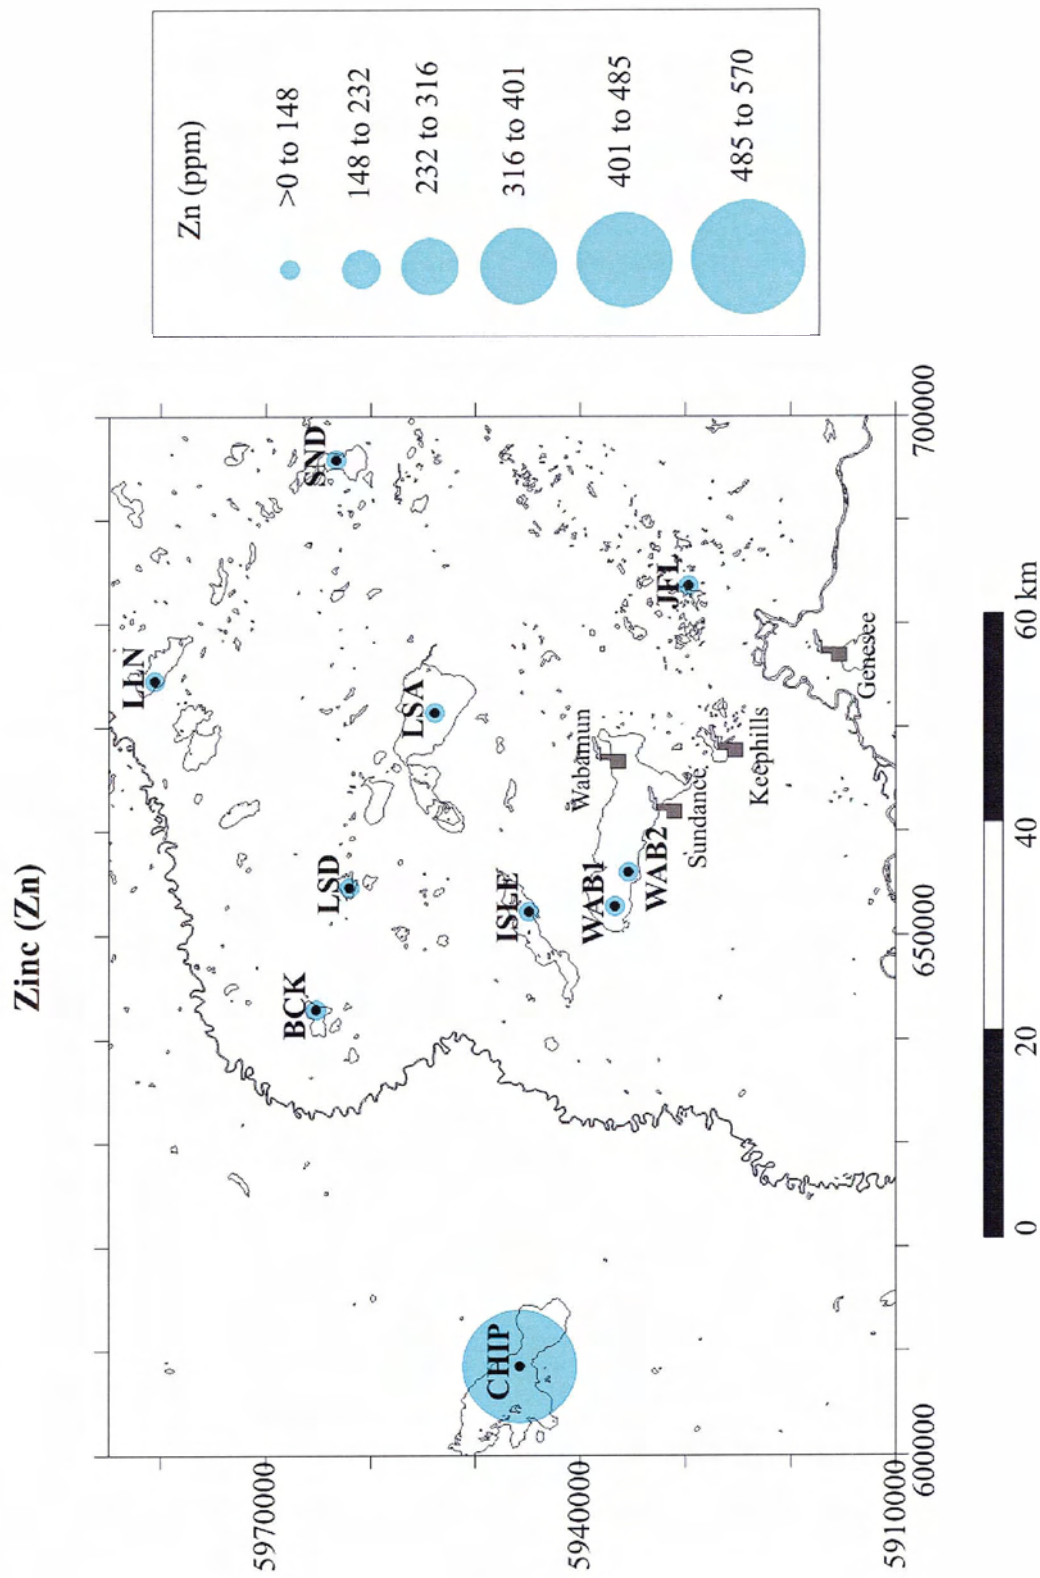 Zinc (Zn)
LLN
SND
BCK
LSD
LSA
CHIP
ISLE
JFL
WAB1
WAB2
Wabamun
Sundance
Keephills
Genesee
5970000
5940000
5910000
600000
650000
700000
0
20
40
60 km
Zn (ppm)
>0 to 148
148 to 232
232 to 316
316 to 401
401 to 485
485 to 570